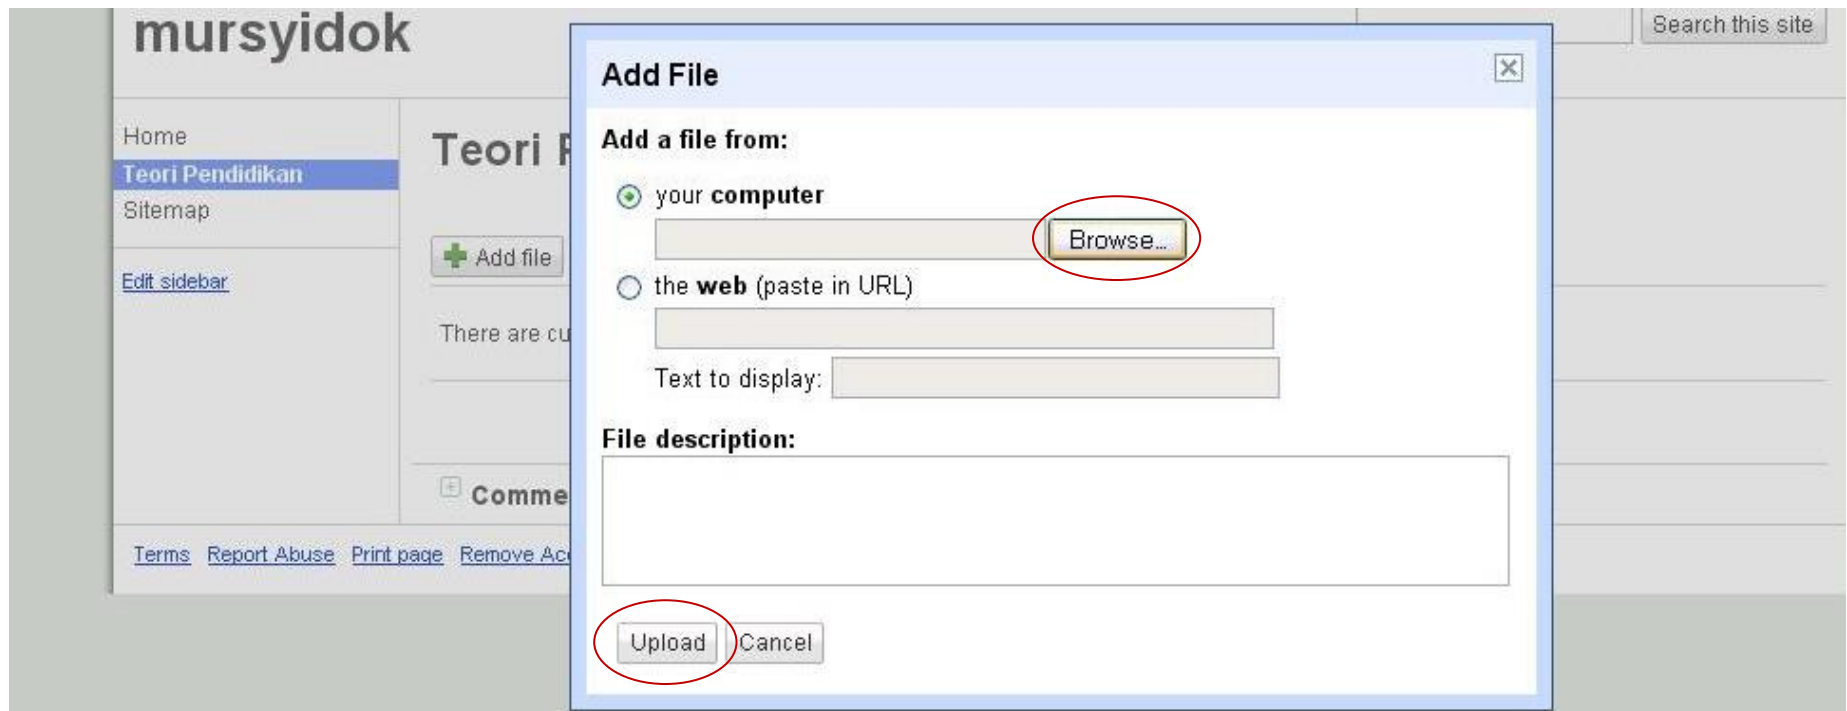 mursyidok
Search this site
Home
Teori Pendidikan
Sitemap
Edit sidebar
Teori
Add file
There are
Terms Report Abuse Print page Remove
Add File
Add a file from:
your computer
Browse...
the web (paste in URL)
Text to display:
File description:
Upload Cancel